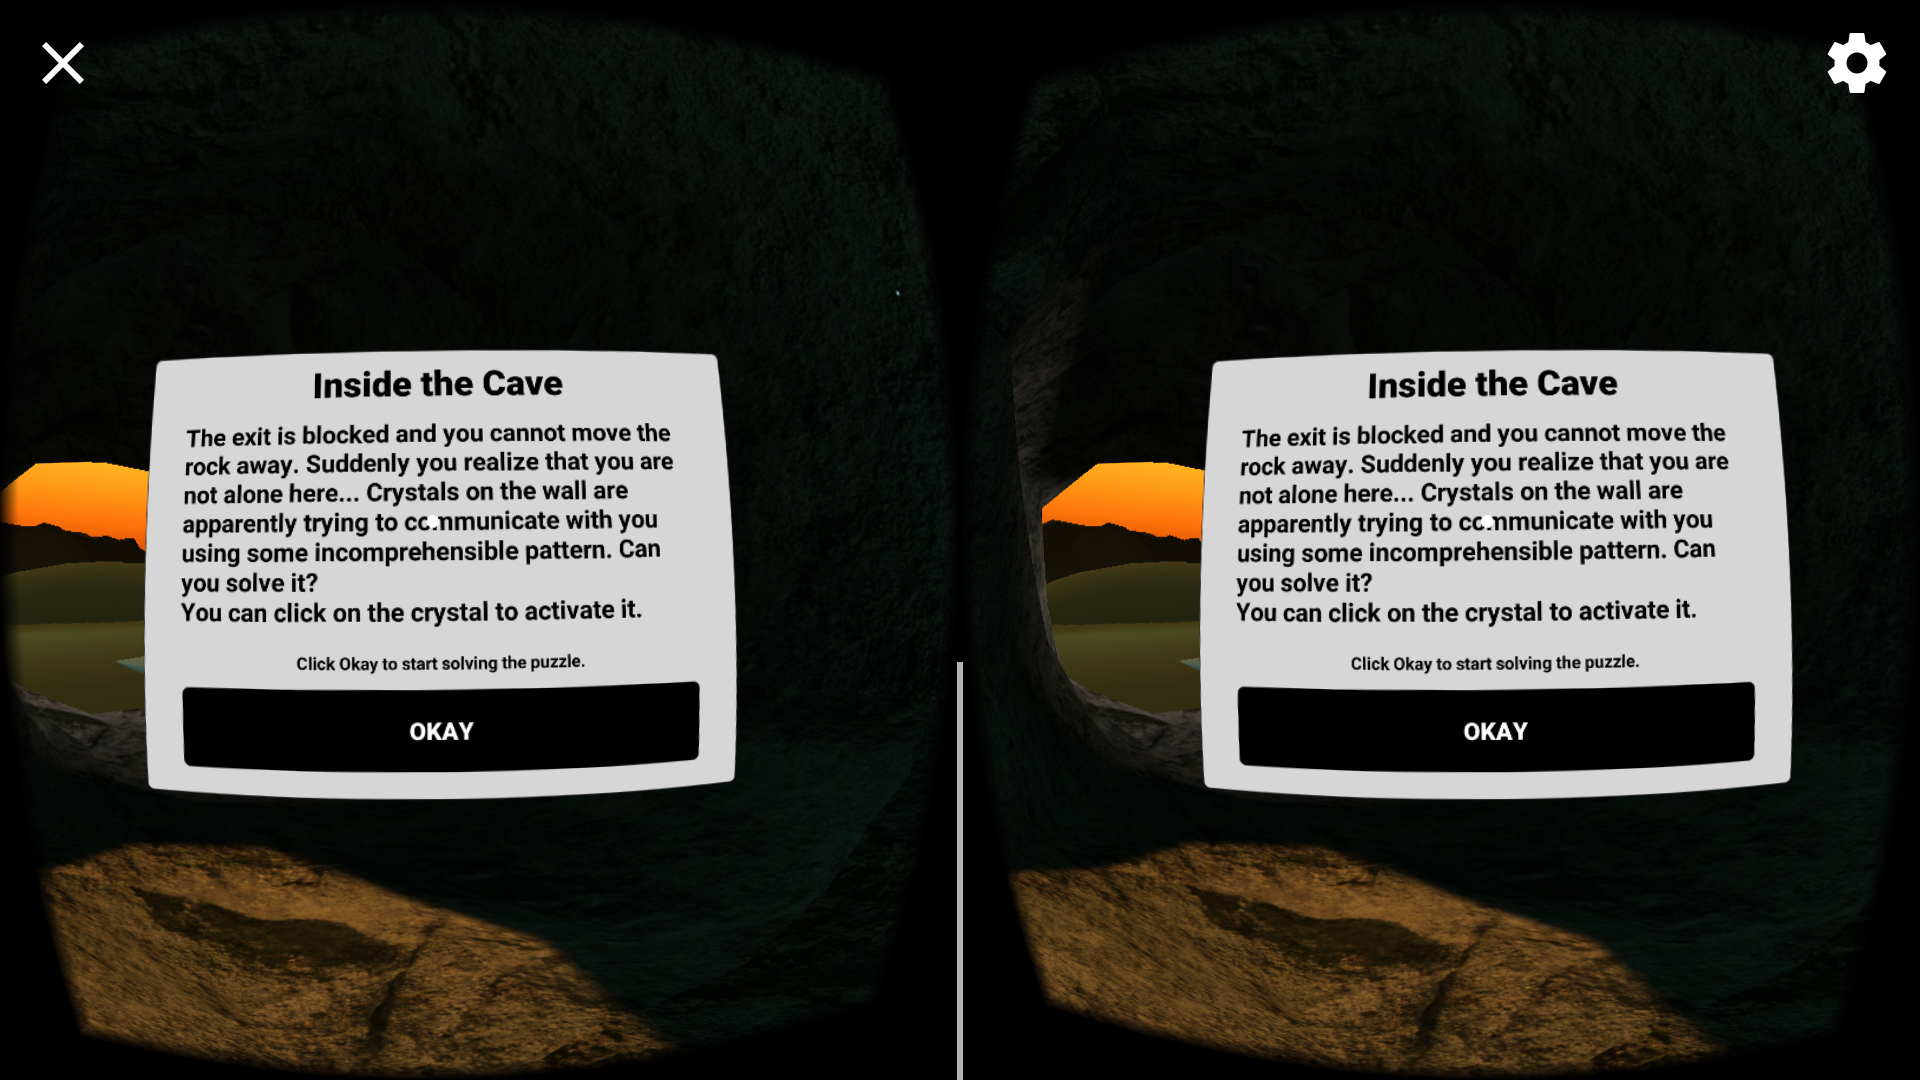 Inside the Cave
The exit is blocked and you cannot move the
rock away. Suddenly you realize that you are
not alone here... Crystals on the wall are
apparently trying to communicate with you
using some incomprehensible pattern. Can
you solve it?
You can click on the crystal to activate it.
Click Okay to start solving the puzzle.
OKAY
Inside the Cave
The exit is blocked and you cannot move the
rock away. Suddenly you realize that you are
not alone here... Crystals on the wall are
apparently trying to communicate with you
using some incomprehensible pattern. Can
you solve it?
You can click on the crystal to activate it.
Click Okay to start solving the puzzle.
OKAY